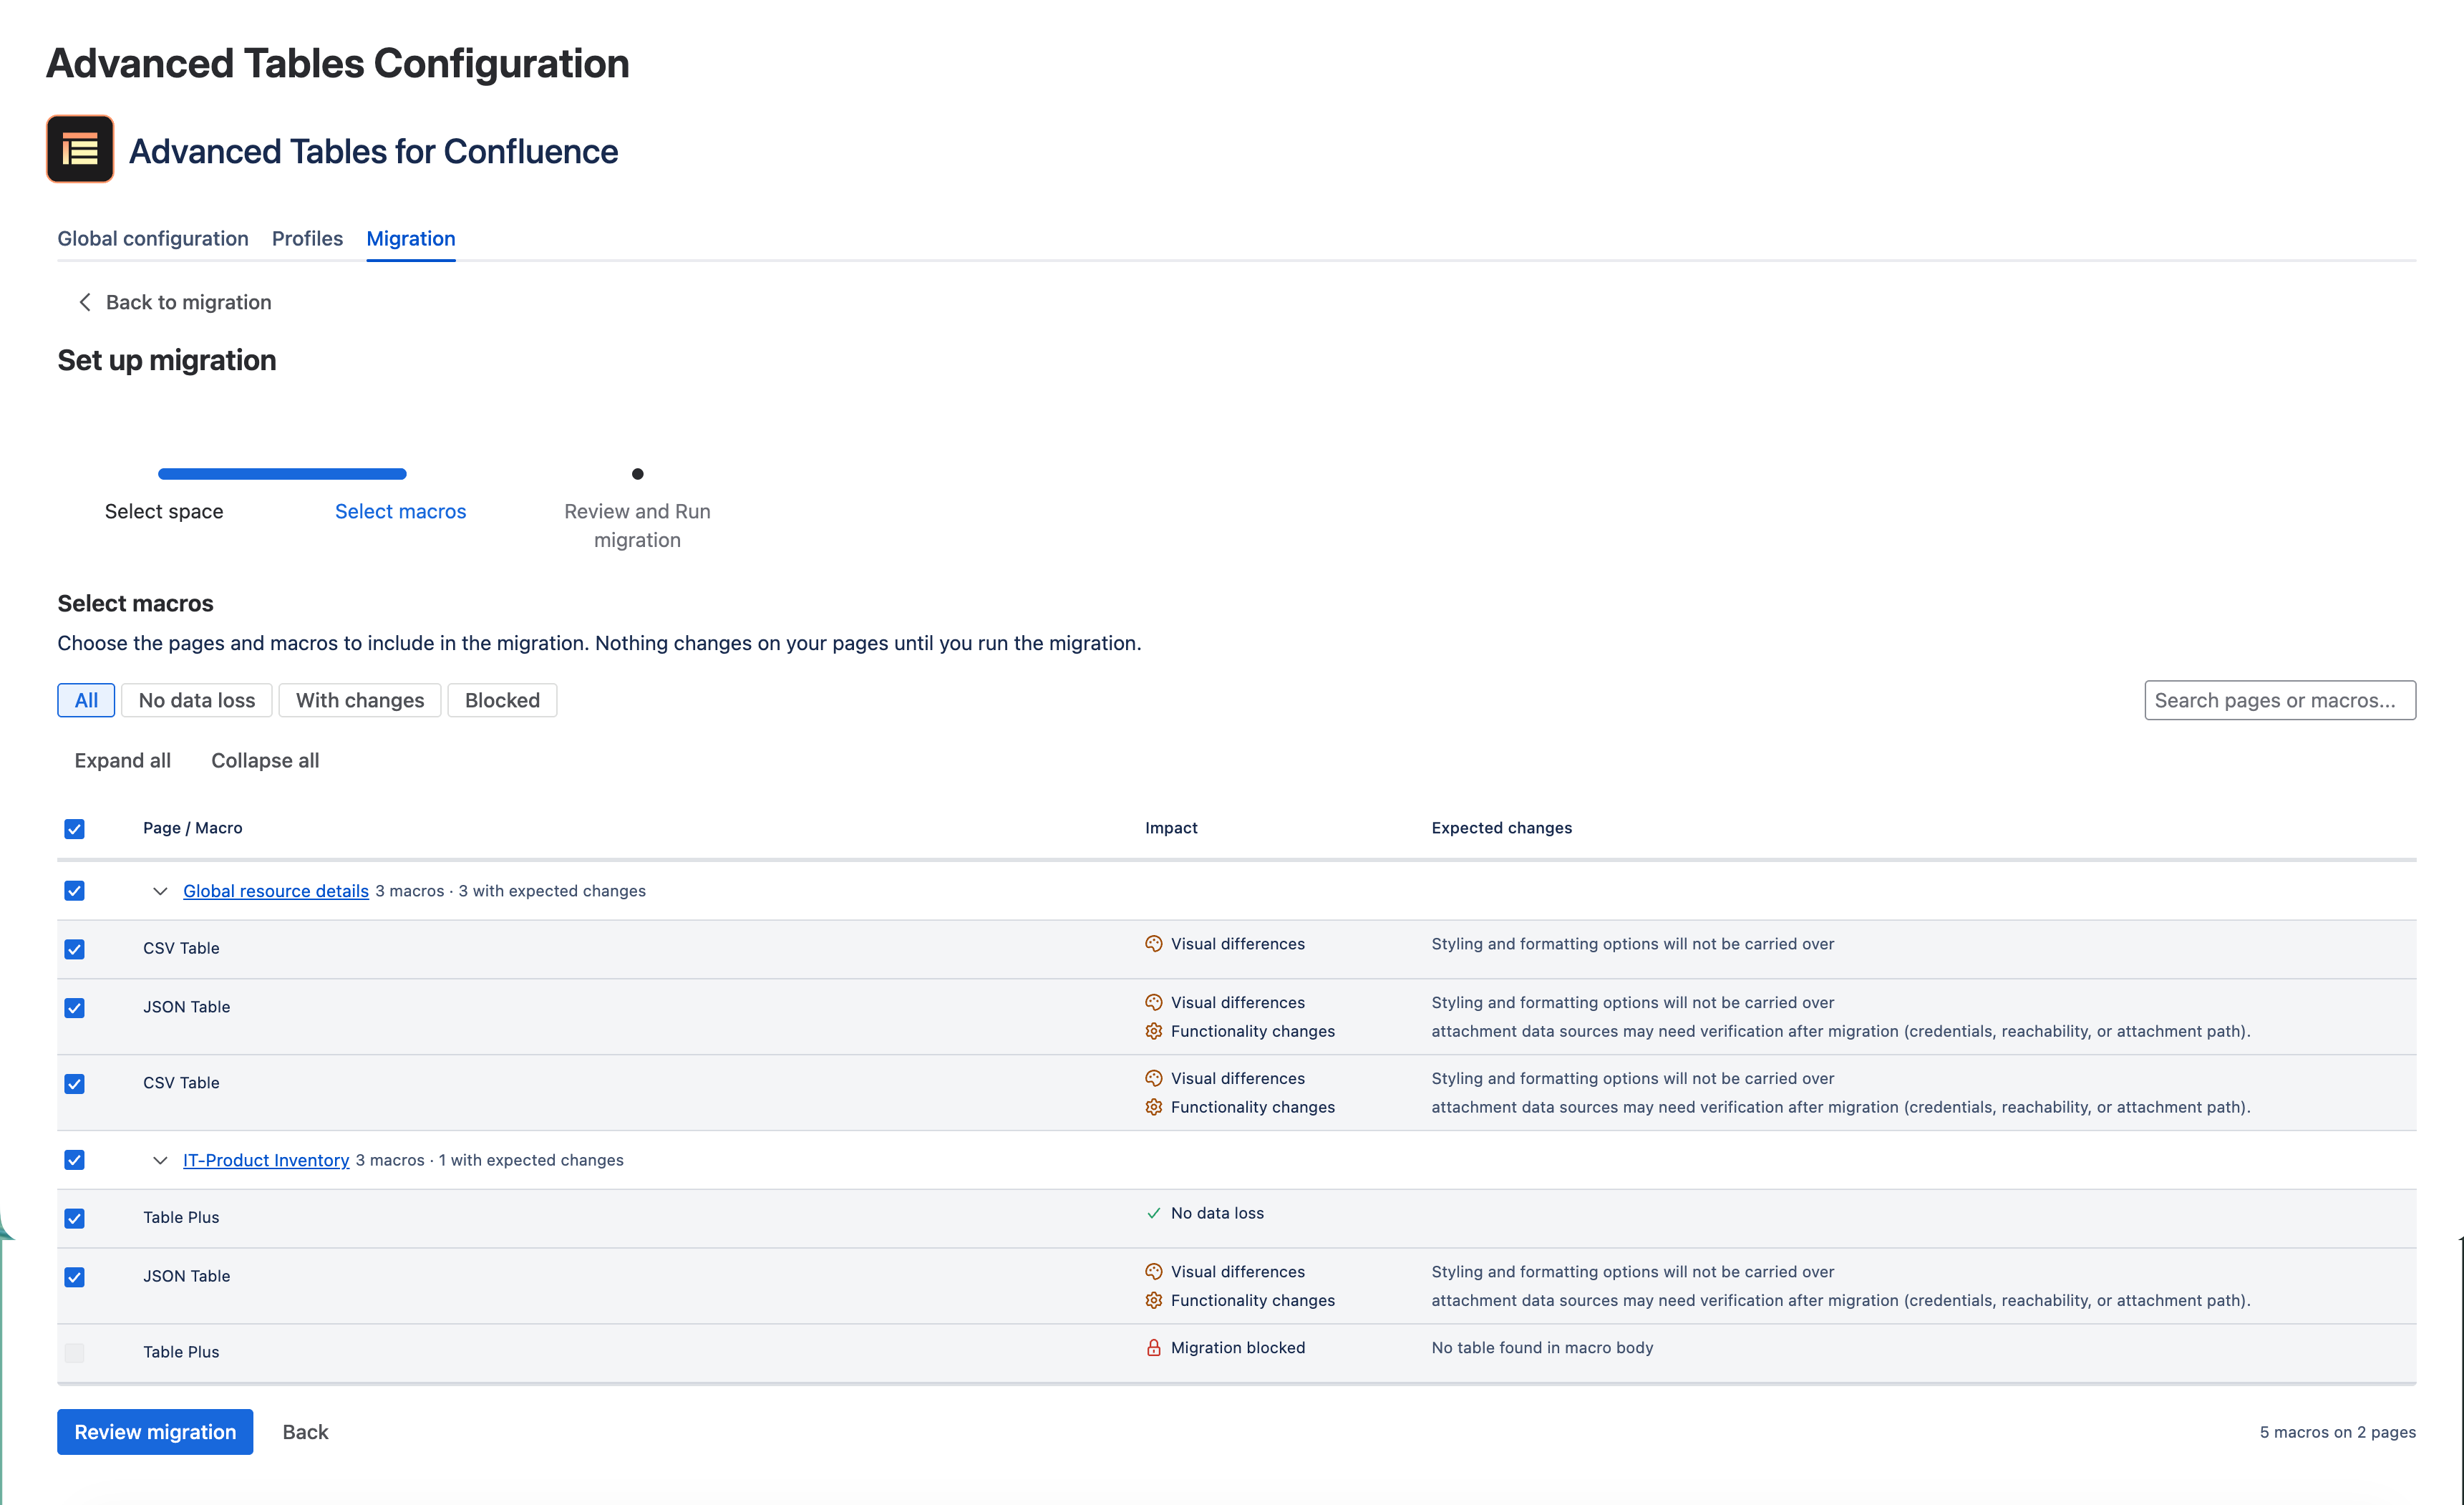 Advanced Tables Configuration
Advanced Tables for Confluence
Global configuration Profiles Migration
Back to migration
Set up migration
Select space Select macros Review and Run
migration
Select macros
Choose the pages and macros to include in the migration. Nothing changes on your pages until you run the migration.
All No data loss With changes Blocked Search pages or macros...
Expand all Collapse all
Page / Macro Impact Expected changes
Global resource details 3 macros · 3 with expected changes
CSV Table Visual differences Styling and formatting options will not be carried over
JSON Table Visual differences Styling and formatting options will not be carried over
Functionality changes attachment data sources may need verification after migration (credentials, reachability, or attachment path).
CSV Table Visual differences Styling and formatting options will not be carried over
Functionality changes attachment data sources may need verification after migration (credentials, reachability, or attachment path).
IT-Product Inventory 3 macros · 1 with expected changes
Table Plus No data loss
JSON Table Visual differences Styling and formatting options will not be carried over
Functionality changes attachment data sources may need verification after migration (credentials, reachability, or attachment path).
Table Plus Migration blocked No table found in macro body
Review migration Back 5 macros on 2 pages